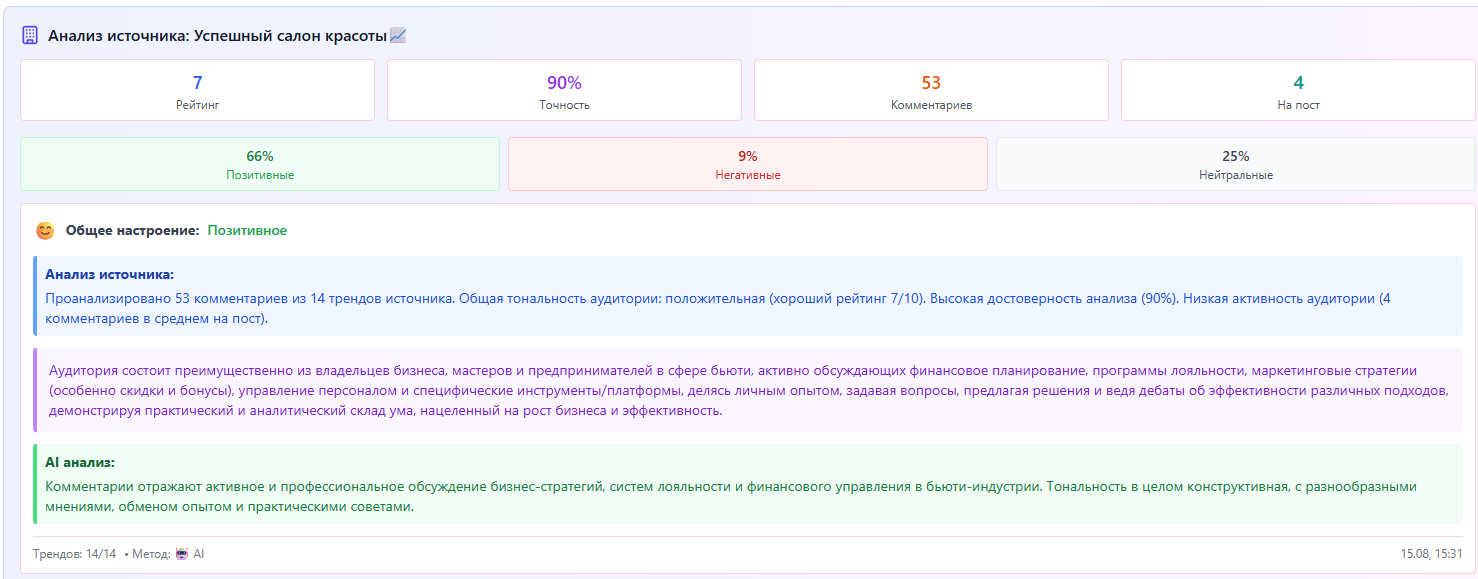 Анализ источника: Успешный салон красоты📈
7
Рейтинг
90%
Точность
53
Комментариев
4
На пост
66%
Позитивные
9%
Негативные
25%
Нейтральные
😊 Общее настроение: Позитивное
Анализ источника:
Проанализировано 53 комментариев из 14 трендов источника. Общая тональность аудитории: положительная (хороший рейтинг 7/10). Высокая достоверность анализа (90%). Низкая активность аудитории (4
комментариев в среднем на пост).
Аудитория состоит преимущественно из владельцев бизнеса, мастеров и предпринимателей в сфере бьюти, активно обсуждающих финансовое планирование, программы лояльности, маркетинговые стратегии
(особенно скидки и бонусы), управление персоналом и специфические инструменты/платформы, делясь личным опытом, задавая вопросы, предлагая решения и ведя дебаты об эффективности различных подходов,
демонстрируя практический и аналитический склад ума, нацеленный на рост бизнеса и эффективность.
AI анализ:
Комментарии отражают активное и профессиональное обсуждение бизнес-стратегий, систем лояльности и финансового управления в бьюти-индустрии. Тональность в целом конструктивная, с разнообразными
мнениями, обменом опытом и практическими советами.
Трендов: 14/14 • Метод: 🤖 AI
15.08, 15:31